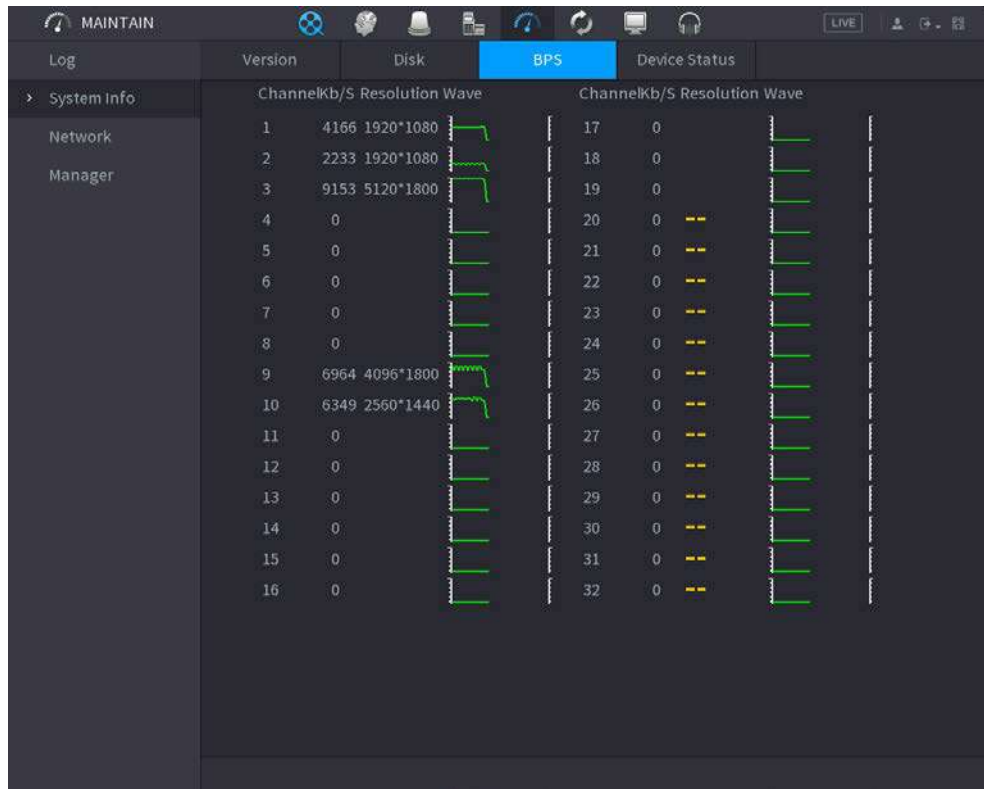 MAINTAIN LIVE
Log Version Disk BPS Device Status
System Info ChannelKb/S Resolution Wave ChannelKb/S Resolution Wave
Network
Manager
1 4166 1920*1080 17 0
2 2233 1920*1080 18 0
3 9153 5120*1800 19 0
4 0 20 0 --
5 0 21 0 --
6 0 22 0 --
7 0 23 0 --
8 0 24 0 --
9 6964 4096*1800 25 0 --
10 6349 2560*1440 26 0 --
11 0 27 0 --
12 0 28 0 --
13 0 29 0 --
14 0 30 0 --
15 0 31 0 --
16 0 32 0 --